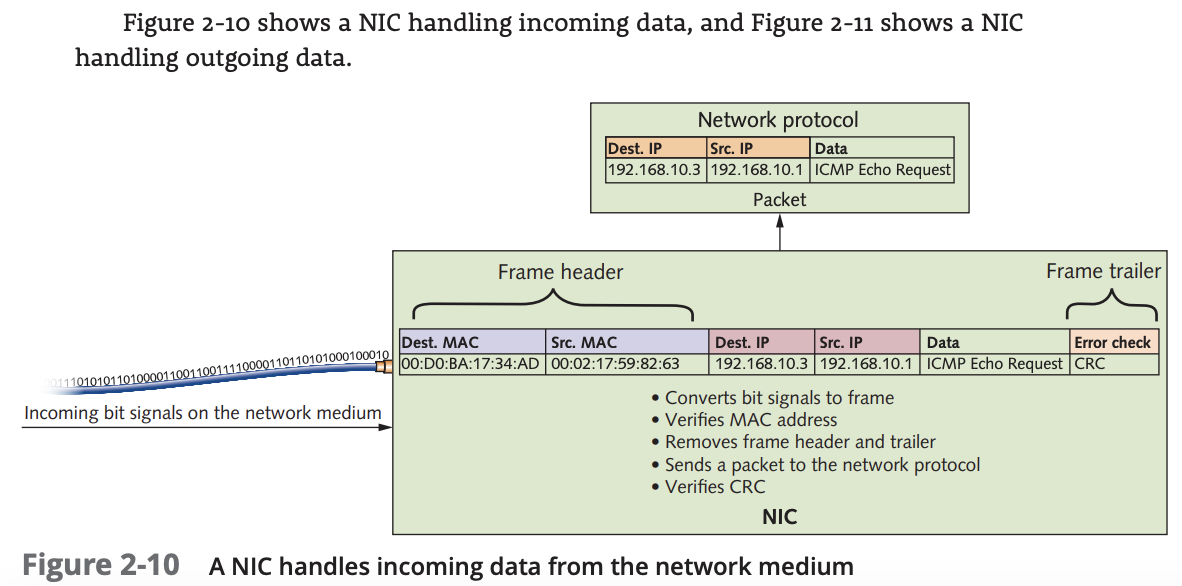 Figure 2-10 shows a NIC handling incoming data, and Figure 2-11 shows a NIC
handling outgoing data.
Network protocol
Dest. IP Src. IP Data
192.168.10.3 192.168.10.1 ICMP Echo Request
Packet
Frame header Frame trailer
Dest. MAC Src. MAC Dest. IP Src. IP Data Error check
00:D0:BA:17:34:AD 00:02:17:59:82:63 192.168.10.3 192.168.10.1 ICMP Echo Request CRC
Incoming bit signals on the network medium
• Converts bit signals to frame
• Verifies MAC address
• Removes frame header and trailer
• Sends a packet to the network protocol
• Verifies CRC
NIC
Figure 2-10 A NIC handles incoming data from the network medium